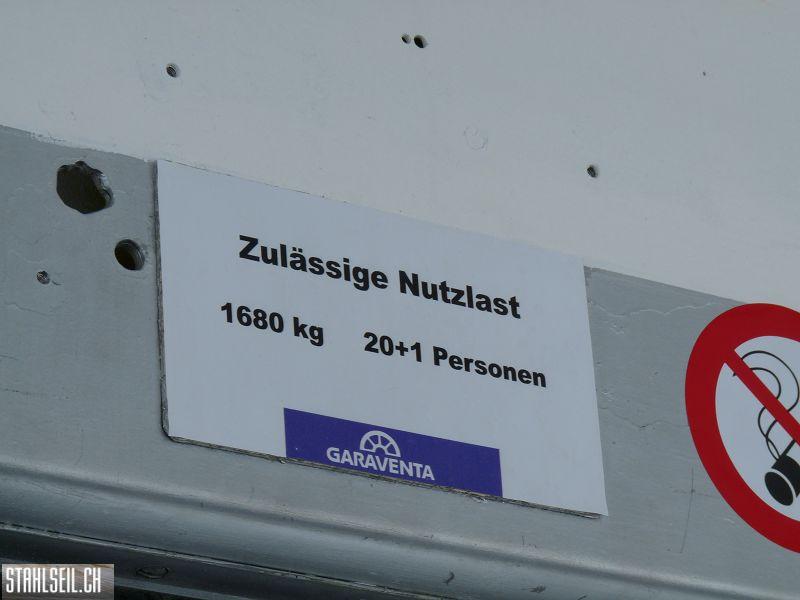 Zulässige Nutzlast
1680 kg 20+1 Personen
GARAVENTA
STAHLSEIL.CH